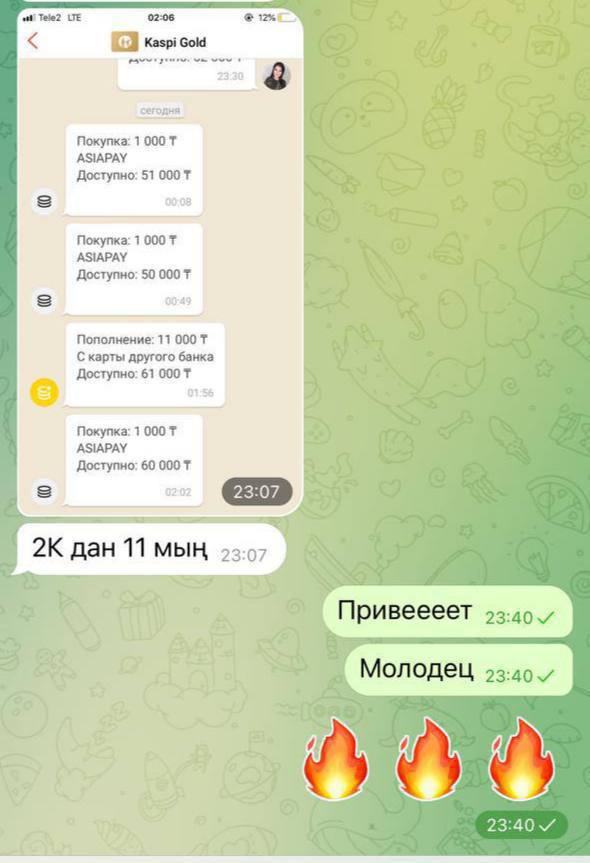 Tele2 LTE 02:06 12%
Kaspi Gold
23:30
сегодня
Покупка: 1 000 ₸
ASIAPAY
Доступно: 51 000 ₸
00:08
Покупка: 1 000 ₸
ASIAPAY
Доступно: 50 000 ₸
00:49
Пополнение: 11 000 ₸
С карты другого банка
Доступно: 61 000 ₸
01:56
Покупка: 1 000 ₸
ASIAPAY
Доступно: 60 000 ₸
02:02
23:07
2К дан 11 мың 23:07
Привеееет 23:40
Молодец 23:40
23:40